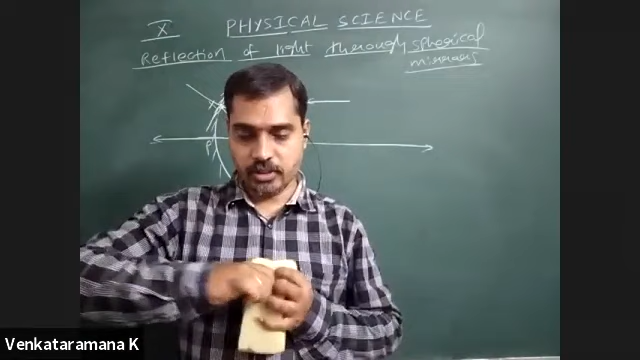 X PHYSICAL SCIENCE
Reflection of light through spherical
mirrors
P
Venkataramana K